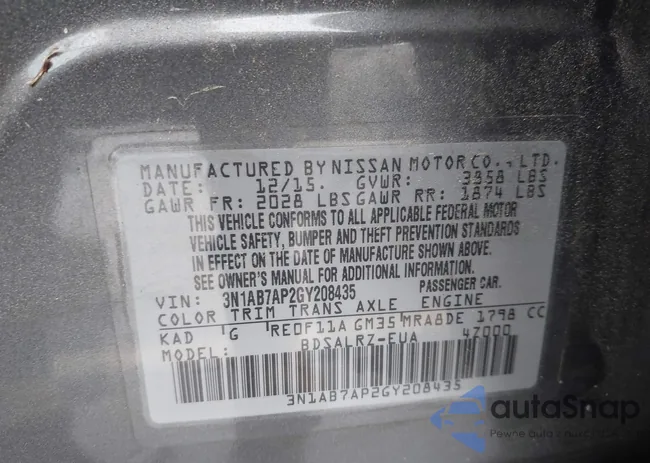 MANUFACTURED BY NISSAN MOTOR CO., LTD.
DATE: 12/15. GVWR: 3858 LBS
GAWR FR: 2028 LBS GAWR RR: 1874 LBS
THIS VEHICLE CONFORMS TO ALL APPLICABLE FEDERAL MOTOR
VEHICLE SAFETY, BUMPER AND THEFT PREVENTION STANDARDS
IN EFFECT ON THE DATE OF MANUFACTURE SHOWN ABOVE.
SEE OWNER'S MANUAL FOR ADDITIONAL INFORMATION.
VIN: 3N1AB7AP2GY208435 PASSENGER CAR.
COLOR TRIM TRANS AXLE ENGINE
KAD G RE0F11A GM35 MRA8DE 1798 CC
MODEL: BDSALRZ-EUA 47000
3N1AB7AP2GY208435
autaSnap
Pewne auta z